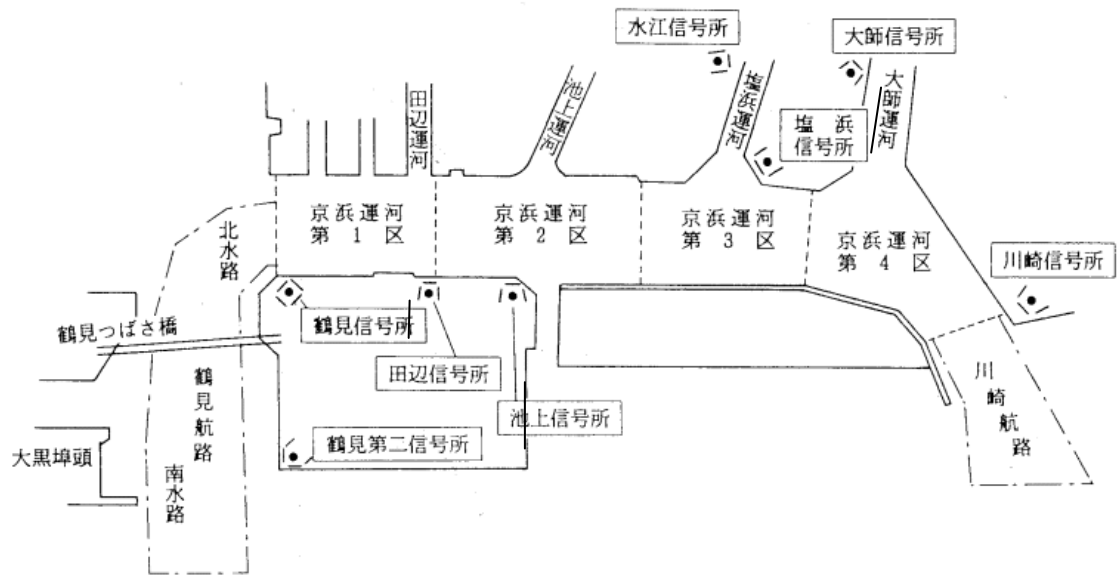 水江信号所
大師信号所
田辺運河
池上運河
塩浜運河
大師運河
塩浜
信号所
京浜運河
第1区
京浜運河
第2区
京浜運河
第3区
京浜運河
第4区
北水路
川崎信号所
鶴見信号所
鶴見つばさ橋
田辺信号所
鶴見航路
川崎航路
池上信号所
鶴見第二信号所
大黒埠頭
南水路